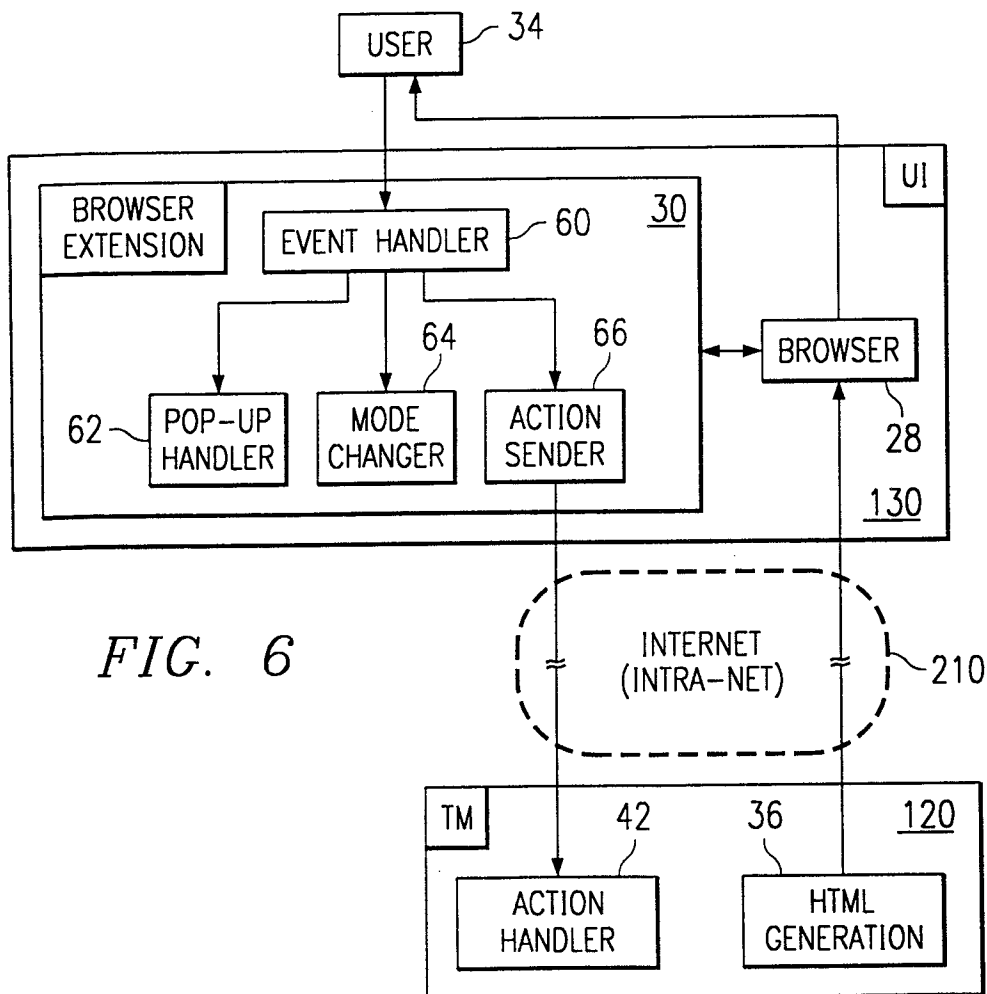 USER
34
UI
BROWSER
EXTENSION
30
EVENT HANDLER
60
64
66
BROWSER
62
POP-UP
HANDLER
MODE
CHANGER
ACTION
SENDER
28
130
FIG. 6
INTERNET
(INTRA-NET)
210
TM
42
36
120
ACTION
HANDLER
HTML
GENERATION